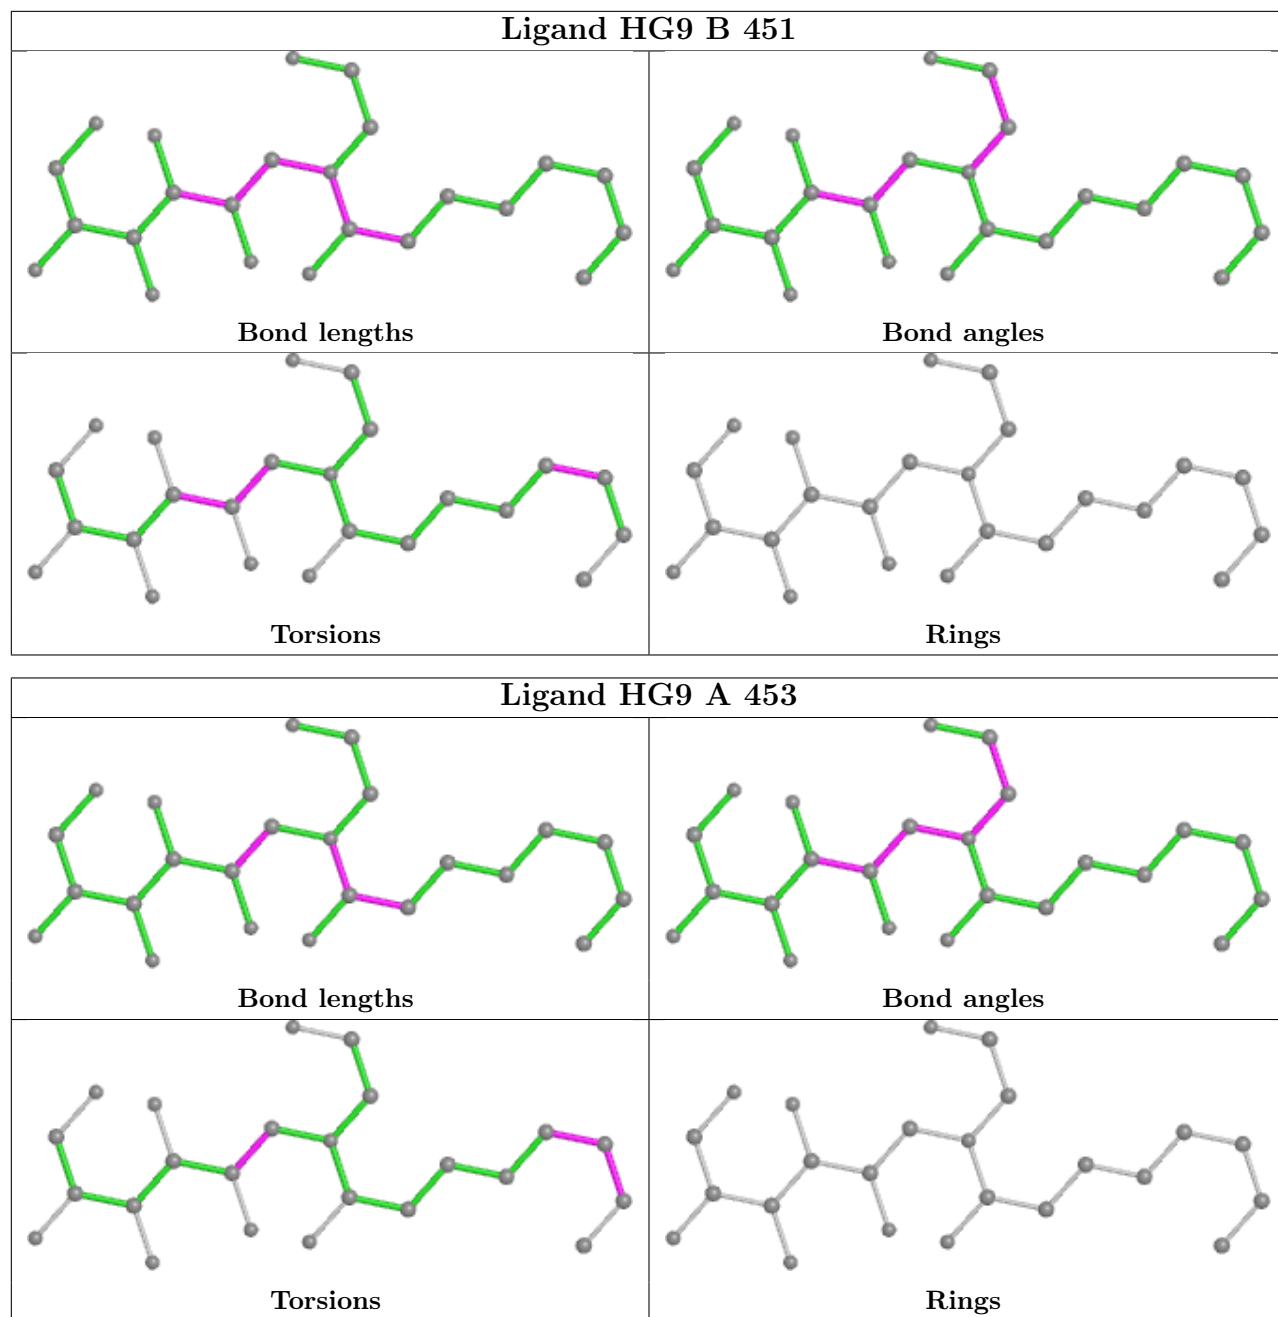 Ligand HG9 B 451
Bond lengths
Bond angles
Torsions
Rings
Ligand HG9 A 453
Bond lengths
Bond angles
Torsions
Rings